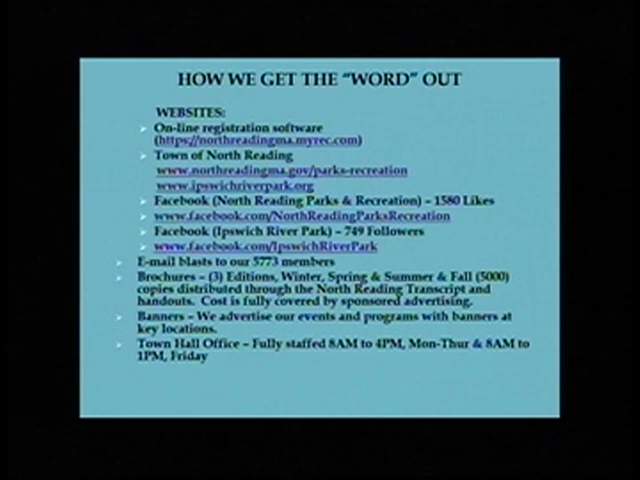 HOW WE GET THE “WORD” OUT
WEBSITES:
On-line registration software
(https://northreadingma.myrec.com)
Town of North Reading
www.northreadingma.gov/parks-recreation
www.ipswichriverpark.org
Facebook (North Reading Parks & Recreation) – 1580 Likes
www.facebook.com/NorthReadingParksRecreation
Facebook (Ipswich River Park) – 749 Followers
www.facebook.com/IpswichRiverPark
E-mail blasts to our 5773 members
Brochures – (3) Editions, Winter, Spring & Summer & Fall (5000)
copies distributed through the North Reading Transcript and
handouts. Cost is fully covered by sponsored advertising.
Banners – We advertise our events and programs with banners at
key locations.
Town Hall Office – Fully staffed 8AM to 4PM, Mon-Thur & 8AM to
1PM, Friday